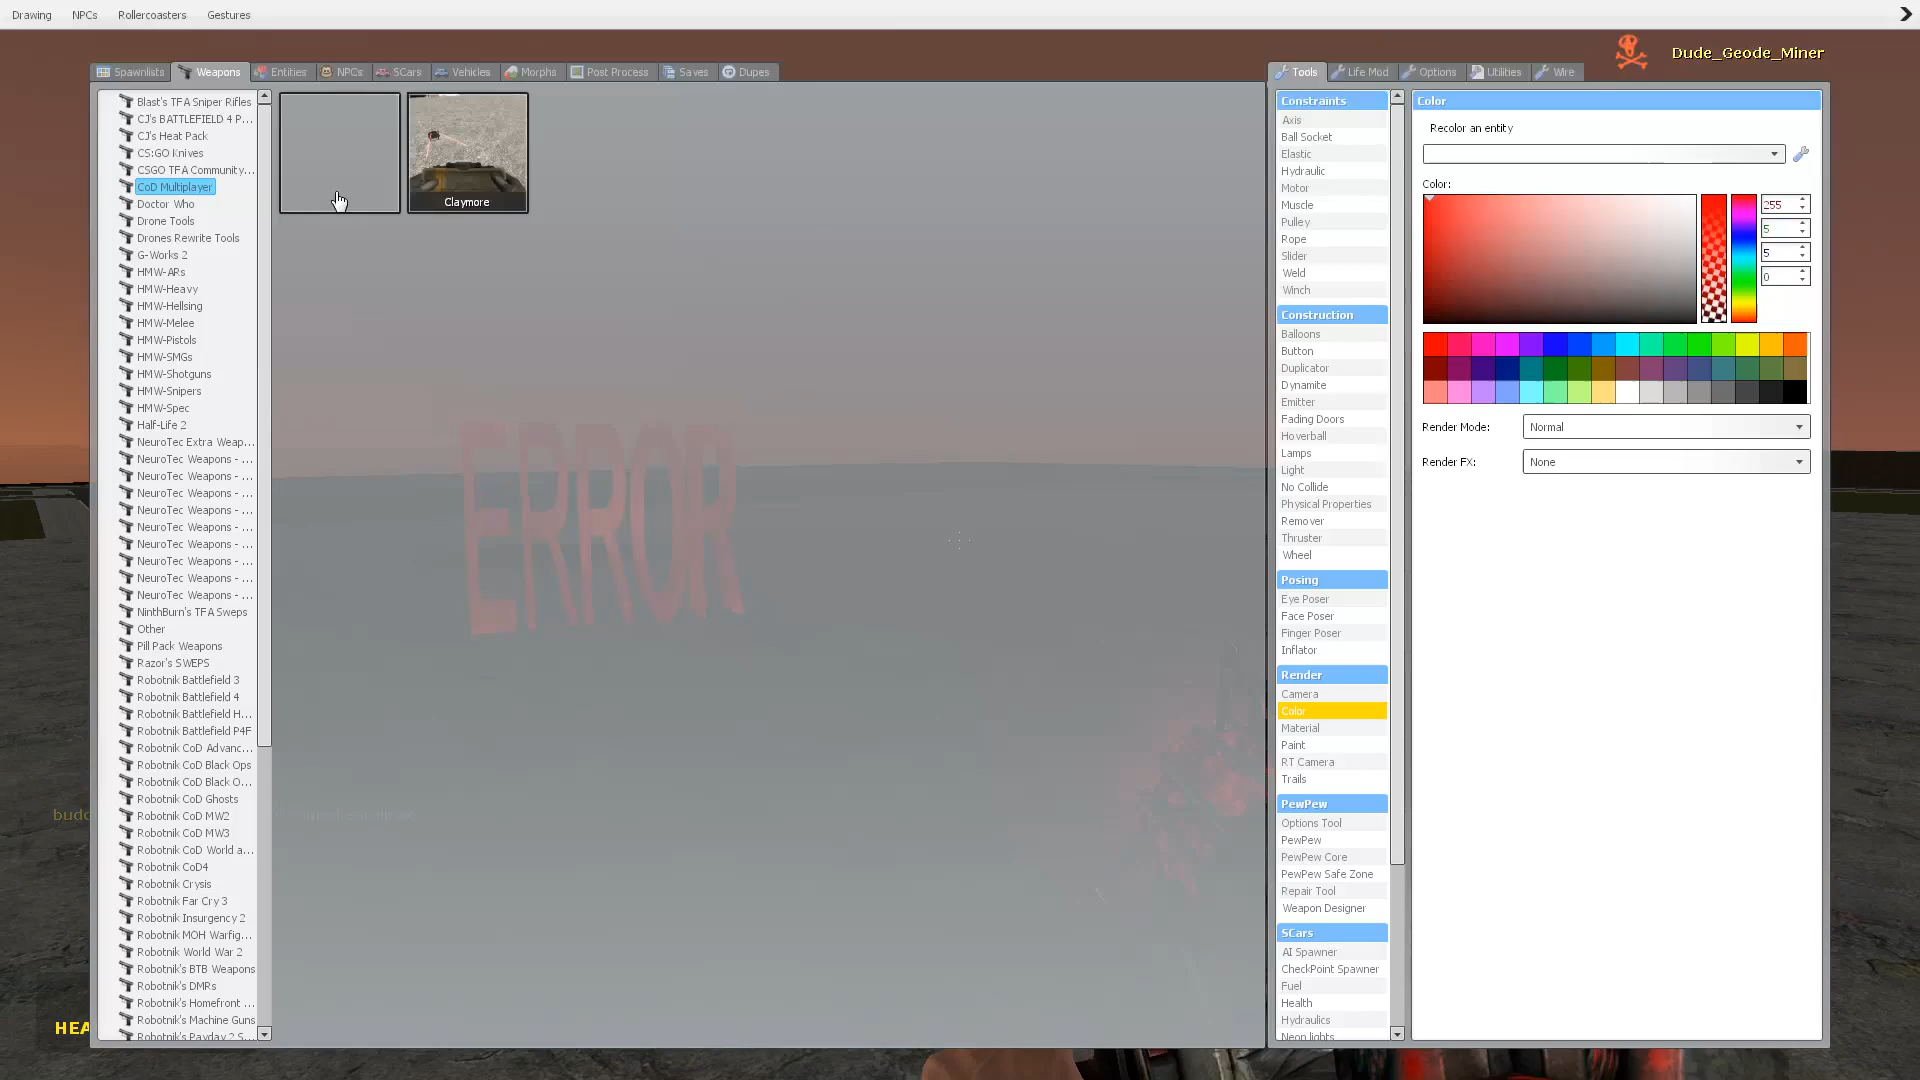 Drawing NPCs Rollercoasters Gestures
Dude_Geode_Miner
Spawnlists Weapons Entities NPCs SCars Vehicles Morphs Post Process Saves Dupes
Tools Life Mod Options Utilities Wire
Blast's TFA Sniper Rifles
CJ's BATTLEFIELD 4 P...
CJ's Heat Pack
CS:GO Knives
CSGO TFA Community...
CoD Multiplayer
Doctor Who
Drone Tools
Drones Rewrite Tools
G-Works 2
HMW-ARs
HMW-Heavy
HMW-Hellsing
HMW-Melee
HMW-Pistols
HMW-SMGs
HMW-Shotguns
HMW-Snipers
HMW-Spec
Half-Life 2
NeuroTec Extra Weap...
NeuroTec Weapons - ...
NeuroTec Weapons - ...
NeuroTec Weapons - ...
NeuroTec Weapons - ...
NeuroTec Weapons - ...
NeuroTec Weapons - ...
NeuroTec Weapons - ...
NeuroTec Weapons - ...
NeuroTec Weapons - ...
NinthBurn's TFA Sweps
Other
Pill Pack Weapons
Razor's SWEPS
Robotnik Battlefield 3
Robotnik Battlefield 4
Robotnik Battlefield H...
Robotnik Battlefield P4F
Robotnik CoD Advanc...
Robotnik CoD Black Ops
Robotnik CoD Black O...
Robotnik CoD Ghosts
Robotnik CoD MW2
Robotnik CoD MW3
Robotnik CoD World a...
Robotnik CoD4
Robotnik Crysis
Robotnik Far Cry 3
Robotnik Insurgency 2
Robotnik MOH Warfig...
Robotnik World War 2
Robotnik's BTB Weapons
Robotnik's DMRs
Robotnik's Homefront ...
Robotnik's Machine Guns
Robotnik's Payday 2 S...
Claymore
ERROR
HEA
Constraints
Axis
Ball Socket
Elastic
Hydraulic
Motor
Muscle
Pulley
Rope
Slider
Weld
Winch
Construction
Balloons
Button
Duplicator
Dynamite
Emitter
Fading Doors
Hoverball
Lamps
Light
No Collide
Physical Properties
Remover
Thruster
Wheel
Posing
Eye Poser
Face Poser
Finger Poser
Inflator
Render
Camera
Color
Material
Paint
RT Camera
Trails
PewPew
Options Tool
PewPew
PewPew Core
PewPew Safe Zone
Repair Tool
Weapon Designer
SCars
AI Spawner
CheckPoint Spawner
Fuel
Health
Hydraulics
Neon lights
Color
Recolor an entity
Color:
255
5
5
0
Render Mode: Normal
Render FX: None